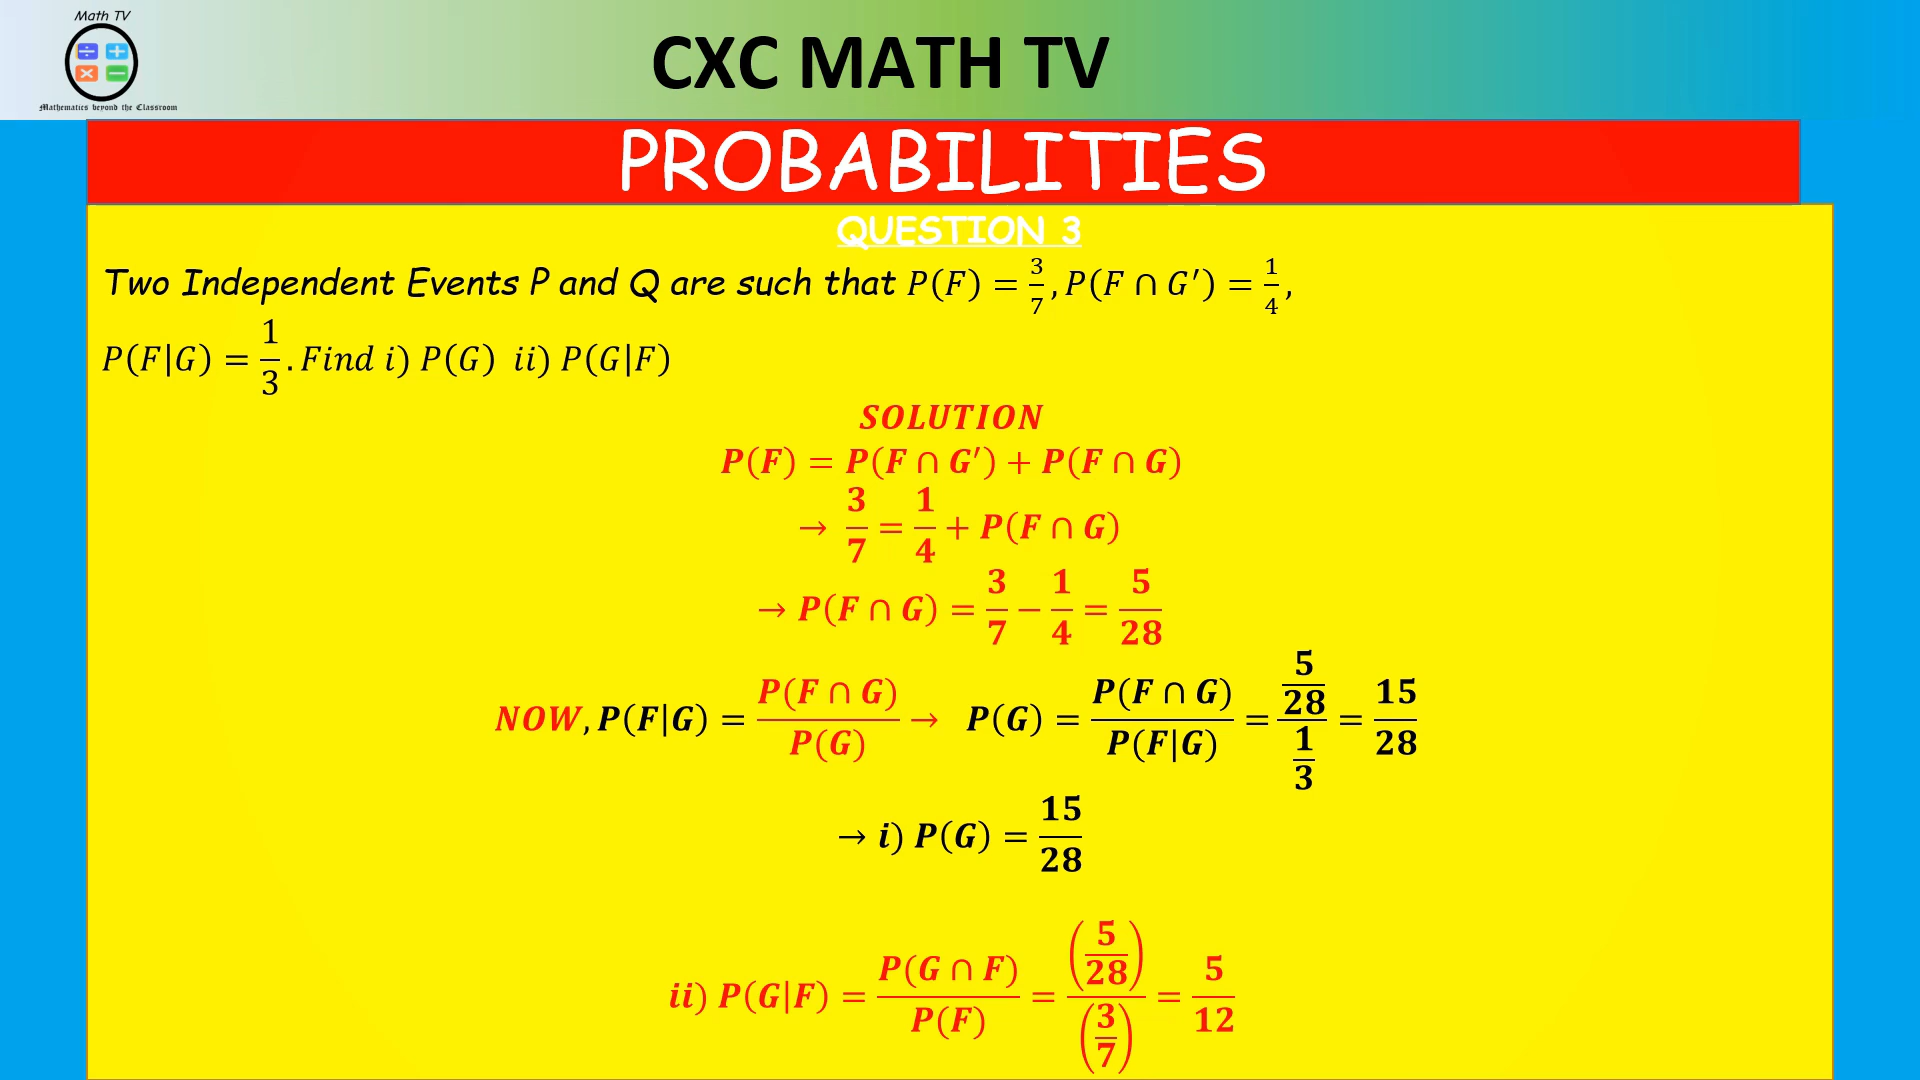 Math TV
Mathematics beyond the Classroom
CXC MATH TV
PROBABILITIES
QUESTION 3
Two Independent Events P and Q are such that P(F) = 3/7, P(F ∩ G′) = 1/4,
P(F|G) = 1/3. Find i) P(G) ii) P(G|F)
SOLUTION
P(F) = P(F ∩ G′) + P(F ∩ G)
→ 3/7 = 1/4 + P(F ∩ G)
→ P(F ∩ G) = 3/7 − 1/4 = 5/28
NOW, P(F|G) = P(F ∩ G)/P(G) → P(G) = P(F ∩ G)/P(F|G) = (5/28)/(1/3) = 15/28
→ i) P(G) = 15/28
ii) P(G|F) = P(G ∩ F)/P(F) = (5/28)/(3/7) = 5/12